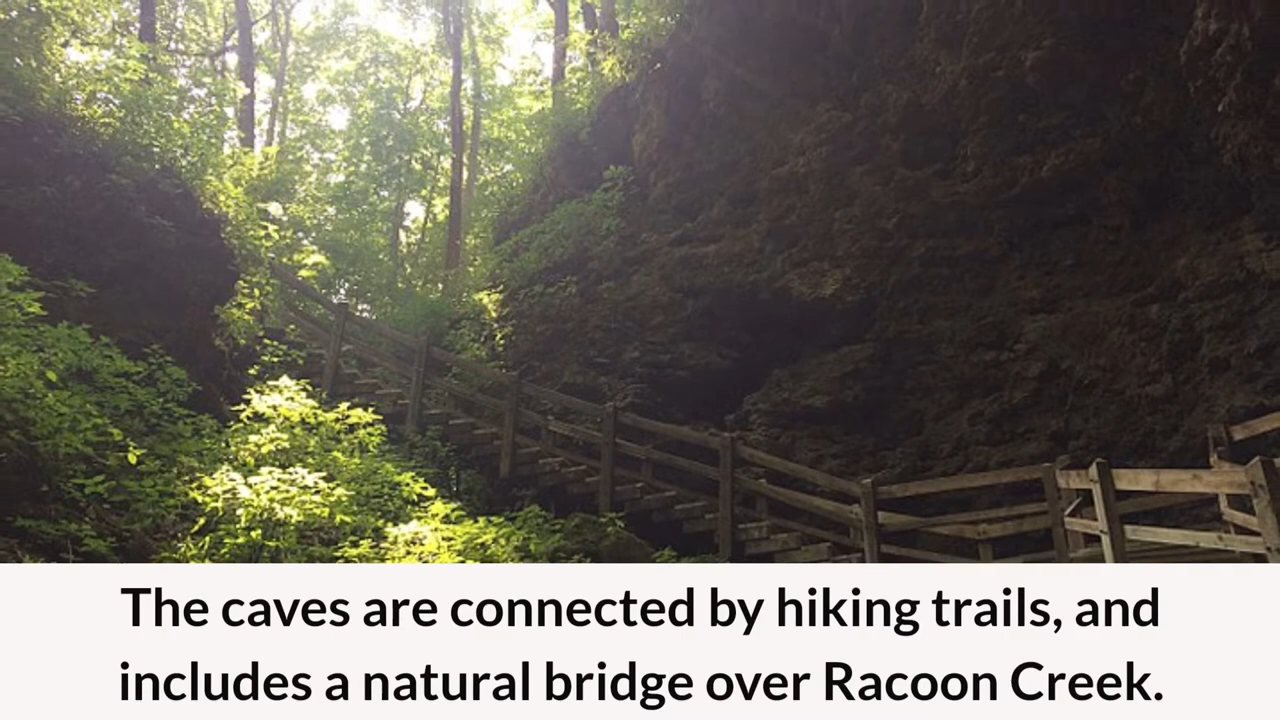 The caves are connected by hiking trails, and
includes a natural bridge over Racoon Creek.